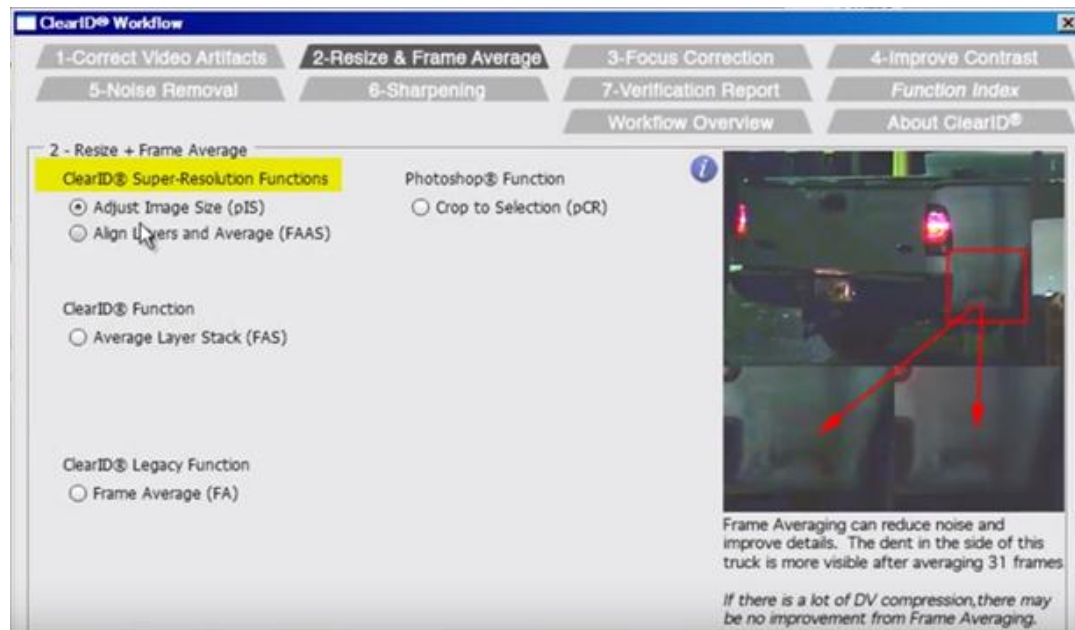 ClearID® Workflow
1-Correct Video Artifacts 2-Resize & Frame Average 3-Focus Correction 4-Improve Contrast
5-Noise Removal 6-Sharpening 7-Verification Report Function Index
Workflow Overview About ClearID®
2 - Resize + Frame Average
ClearID® Super-Resolution Functions
Adjust Image Size (pIS)
Align Layers and Average (FAAS)
ClearID® Function
Average Layer Stack (FAS)
ClearID® Legacy Function
Frame Average (FA)
Photoshop® Function
Crop to Selection (pCR)
i
Frame Averaging can reduce noise and
improve details. The dent in the side of this
truck is more visible after averaging 31 frames
If there is a lot of DV compression,there may
be no improvement from Frame Averaging.